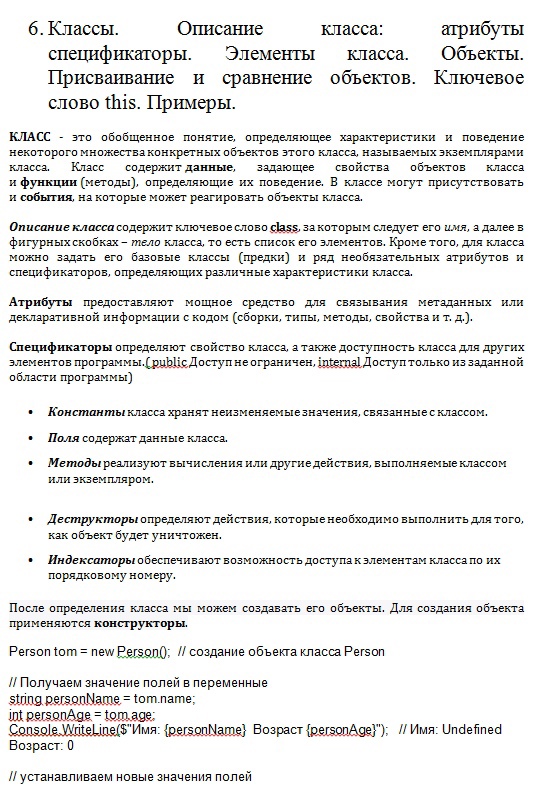 6. Классы. Описание класса: атрибуты
спецификаторы. Элементы класса. Объекты.
Присваивание и сравнение объектов. Ключевое
слово this. Примеры.
КЛАСС - это обобщенное понятие, определяющее характеристики и поведение
некоторого множества конкретных объектов этого класса, называемых экземплярами
класса. Класс содержит данные, задающие свойства объектов класса
и функции (методы), определяющие их поведение. В классе могут присутствовать
и события, на которые может реагировать объекты класса.
Описание класса содержит ключевое слово class, за которым следует его имя, а далее в
фигурных скобках – тело класса, то есть список его элементов. Кроме того, для класса
можно задать его базовые классы (предки) и ряд необязательных атрибутов и
спецификаторов, определяющих различные характеристики класса.
Атрибуты предоставляют мощное средство для связывания метаданных или
декларативной информации с кодом (сборки, типы, методы, свойства и т. д.).
Спецификаторы определяют свойство класса, а также доступность класса для других
элементов программы.( public Доступ не ограничен, internal Доступ только из заданной
области программы)
• Константы класса хранят неизменяемые значения, связанные с классом.
• Поля содержат данные класса.
• Методы реализуют вычисления или другие действия, выполняемые классом
или экземпляром.
• Деструкторы определяют действия, которые необходимо выполнить для того,
как объект будет уничтожен.
• Индексаторы обеспечивают возможность доступа к элементам класса по их
порядковому номеру.
После определения класса мы можем создавать его объекты. Для создания объекта
применяются конструкторы.
Person tom = new Person();  // создание объекта класса Person
// Получаем значение полей в переменные
string personName = tom.name;
int personAge = tom.age;
Console.WriteLine($"Имя: {personName}  Возраст {personAge}");   // Имя: Undefined
Возраст: 0
// устанавливаем новые значения полей